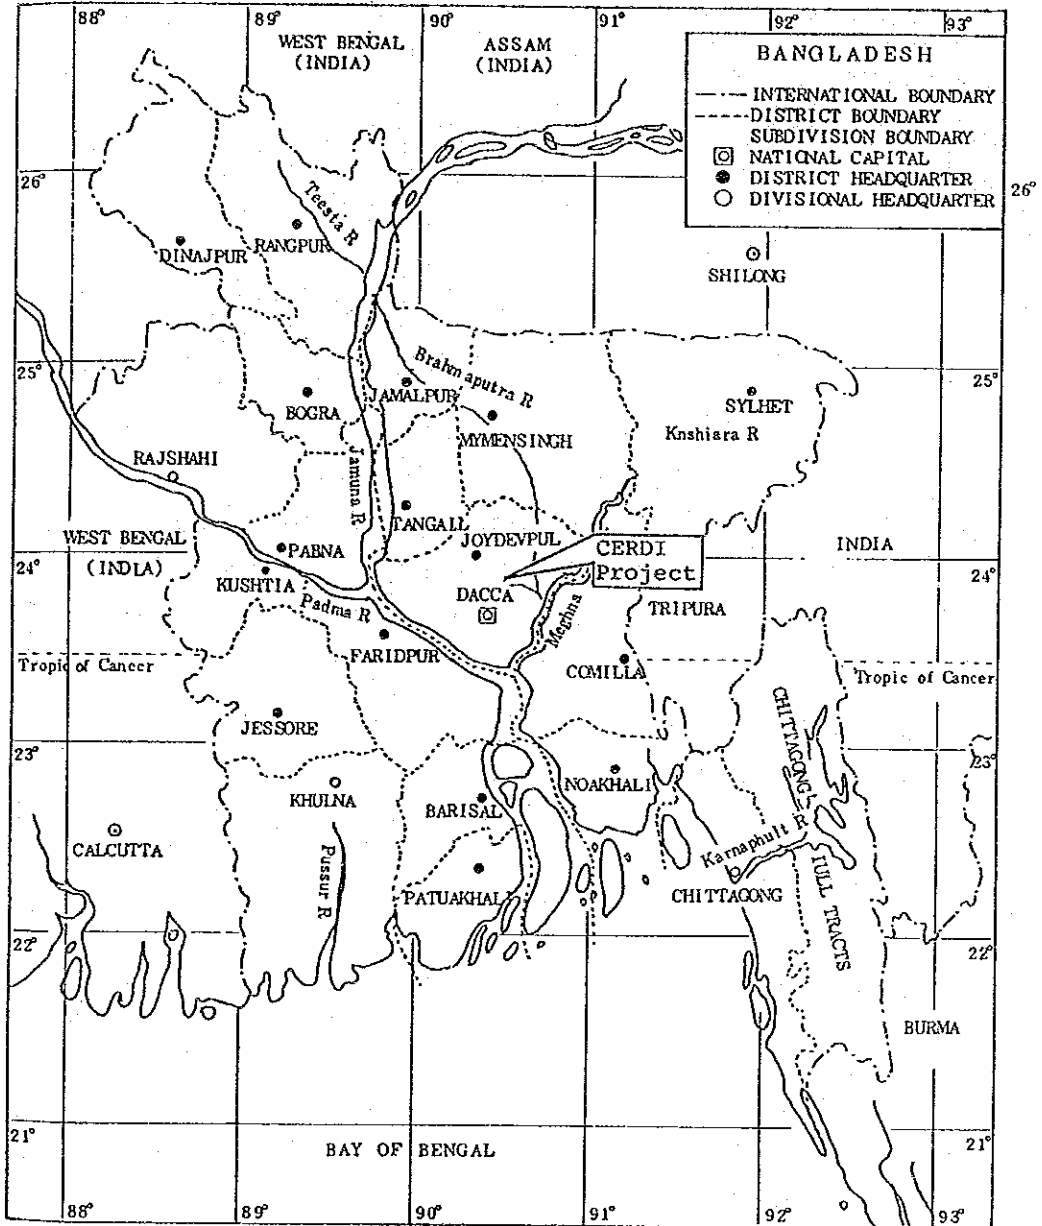 88°
89°
90°
91°
92°
93°
WEST BENGAL
(INDIA)
ASSAM
(INDIA)
BANGLADESH
INTERNATIONAL BOUNDARY
DISTRICT BOUNDARY
SUBDIVISION BOUNDARY
NATIONAL CAPITAL
DISTRICT HEADQUARTER
DIVISIONAL HEADQUARTER
26°
26°
Teesta R
DINAJPUR
RANGPUR
SHILONG
25°
25°
Brahmaputra R
JAMALPUR
BOGRA
SYLHET
MYMENSINGH
Knshiara R
RAJSHAHI
Jamuna R
TANGAIL
JOYDEVPUL
WEST BENGAL
(INDLA)
PABNA
CERDI
Project
INDIA
24°
24°
KUSHTIA
Padma R
DACCA
Meghna
TRIPURA
FARIDPUR
COMILLA
Tropic of Cancer
Tropic of Cancer
JESSORE
CHITTAGONG
23°
23°
KHULNA
BARISAL
NOAKHALI
CALCUTTA
Pussur R
Karnaphult R
PATUAKHALI
CHITTAGONG
IULL TRACTS
22°
22°
BURMA
21°
21°
BAY OF BENGAL
88°
89°
90°
91°
92°
93°